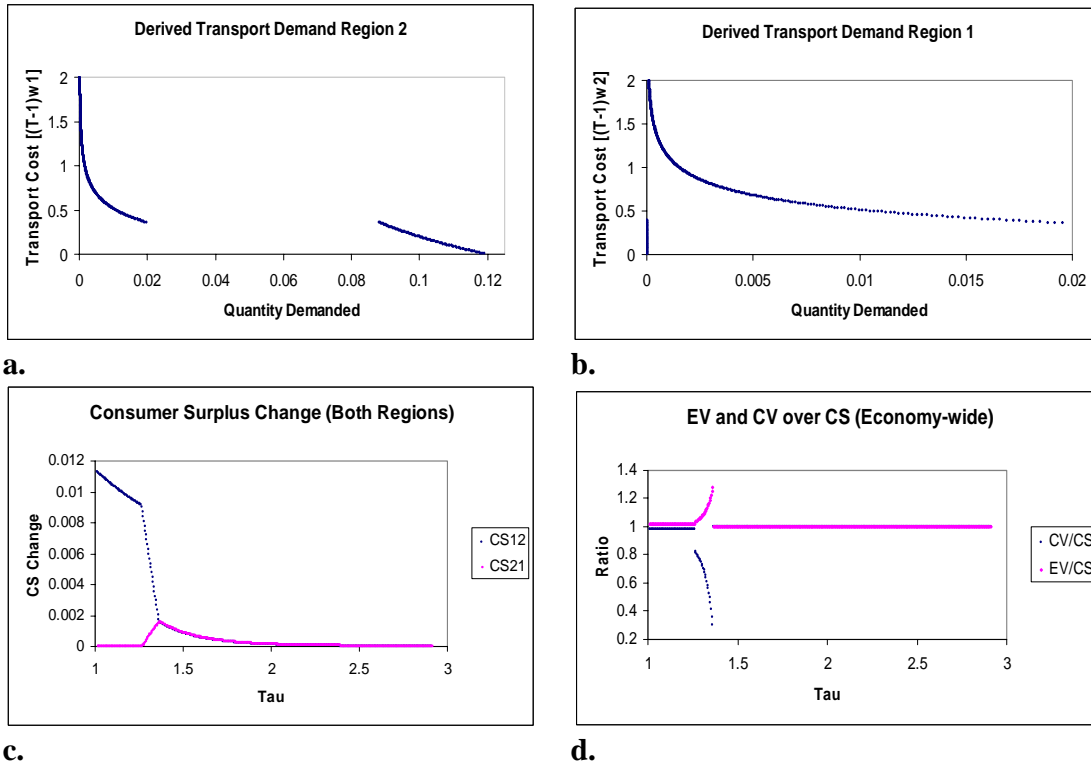 Derived Transport Demand Region 2
Transport Cost [(T-1)w1]
2
1.5
1
0.5
0
0 0.02 0.04 0.06 0.08 0.1 0.12
Quantity Demanded
a.
Derived Transport Demand Region 1
Transport Cost [(T-1)w2]
2
1.5
1
0.5
0
0 0.005 0.01 0.015 0.02
Quantity Demanded
b.
Consumer Surplus Change (Both Regions)
CS Change
0.012
0.01
0.008
0.006
0.004
0.002
0
1 1.5 2 2.5 3
Tau
CS12
CS21
c.
EV and CV over CS (Economy-wide)
Ratio
1.4
1.2
1
0.8
0.6
0.4
0.2
1 1.5 2 2.5 3
Tau
CV/CS
EV/CS
d.